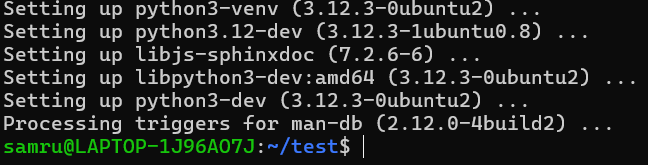 Setting up python3-venv (3.12.3-0ubuntu2) ...
Setting up python3.12-dev (3.12.3-1ubuntu0.8) ...
Setting up libjs-sphinxdoc (7.2.6-6) ...
Setting up libpython3-dev:amd64 (3.12.3-0ubuntu2) ...
Setting up python3-dev (3.12.3-0ubuntu2) ...
Processing triggers for man-db (2.12.0-4build2) ...
samru@LAPTOP-1J96AO7J:~/test$